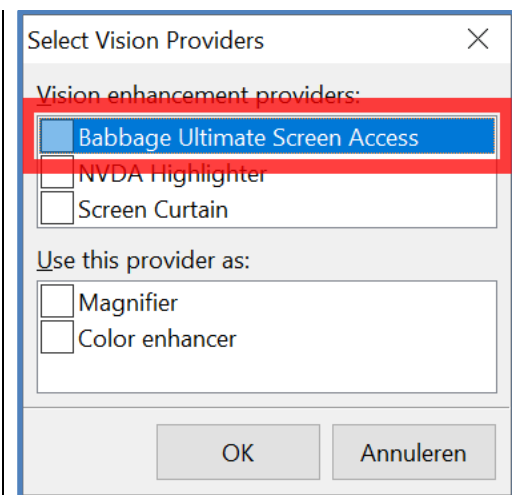 Select Vision Providers
Vision enhancement providers:
Babbage Ultimate Screen Access
NVDA Highlighter
Screen Curtain
Use this provider as:
Magnifier
Color enhancer
OK Annuleren